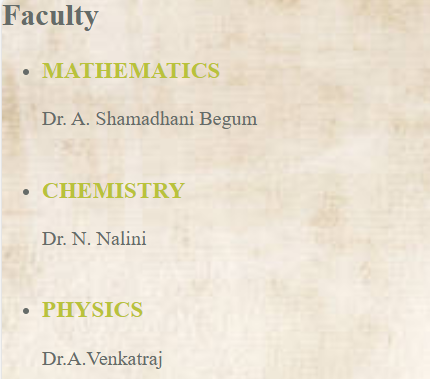 Faculty
MATHEMATICS
Dr. A. Shamadhani Begum
CHEMISTRY
Dr. N. Nalini
PHYSICS
Dr.A.Venkatraj